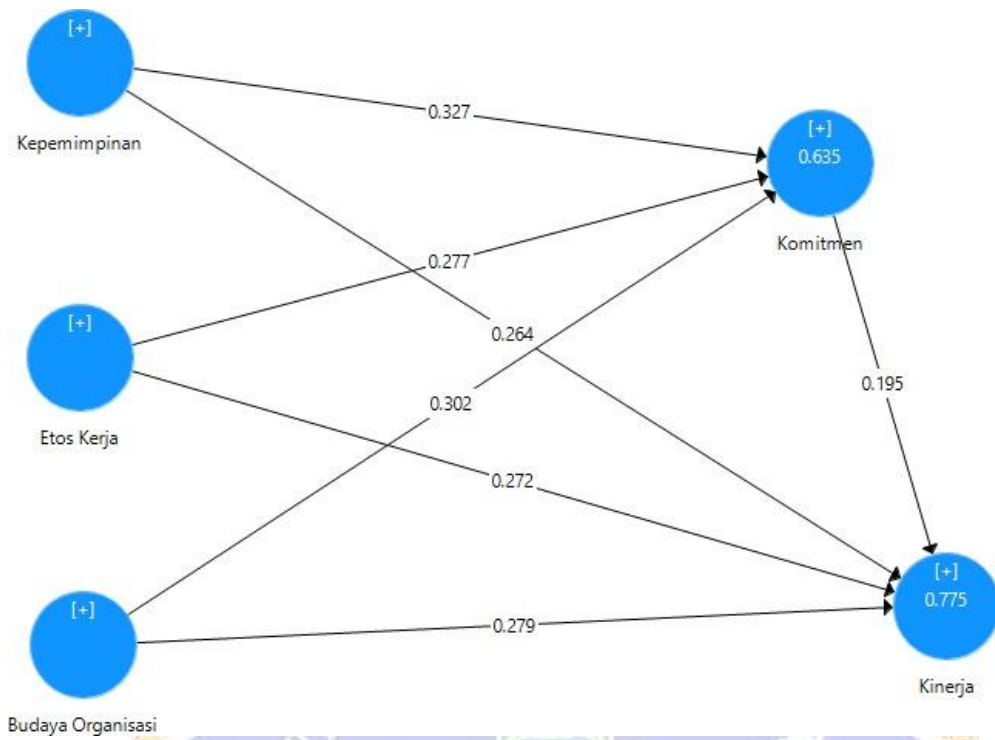 [+]
Kepemimpinan
0.327
[+]
0.635
Komitmen
0.277
[+]
Etos Kerja
0.264
0.302
0.195
0.272
[+]
0.775
Kinerja
[+]
Budaya Organisasi
0.279